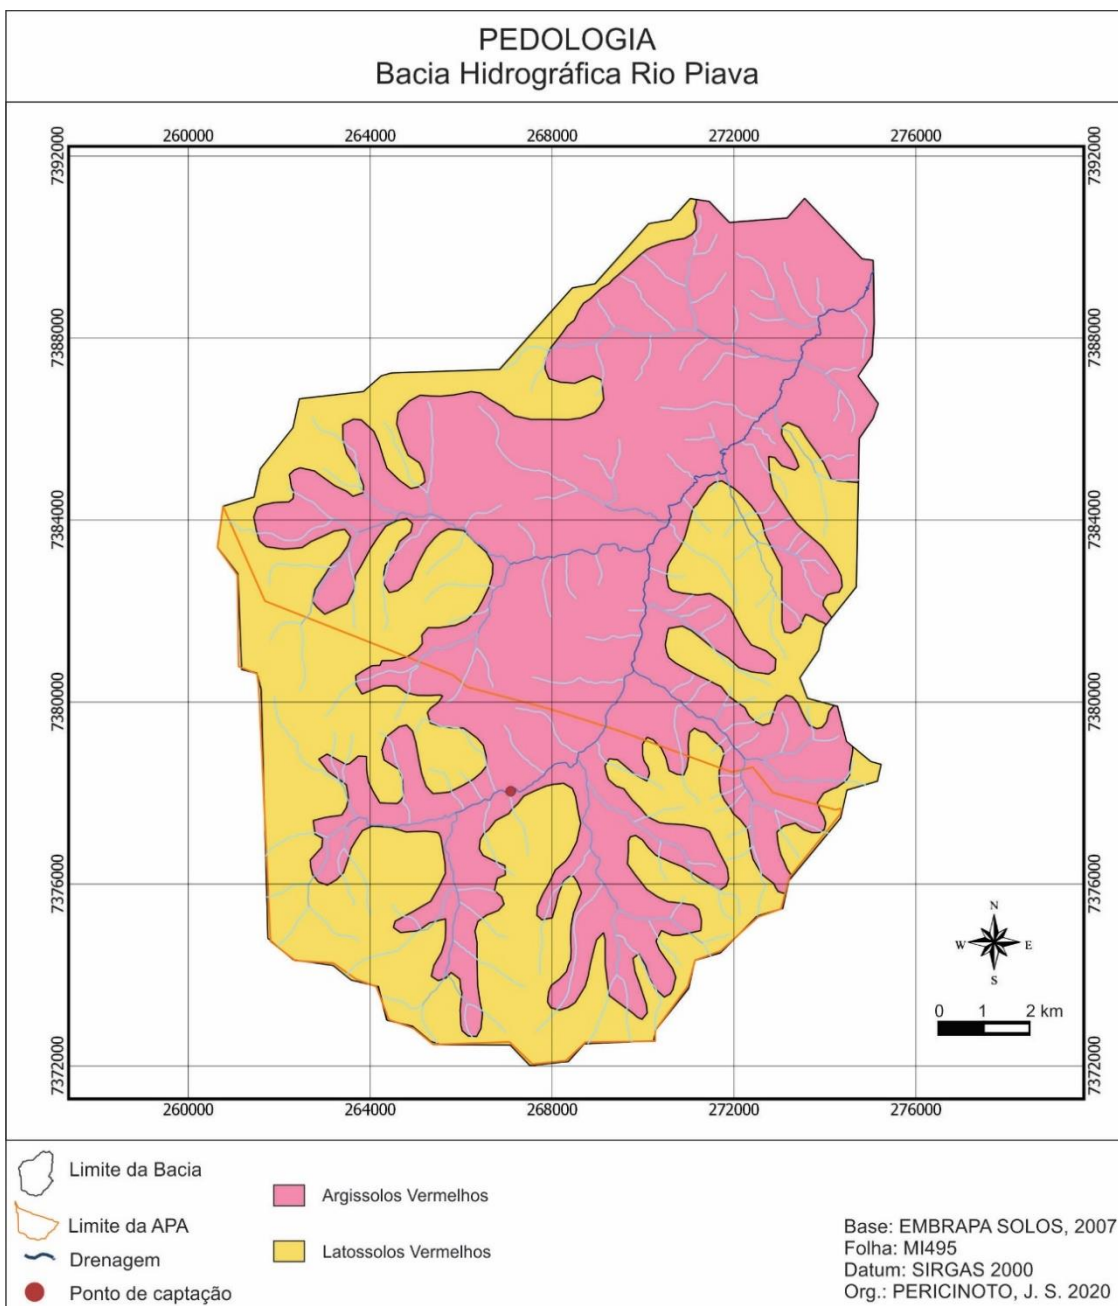 PEDOLOGIA
Bacia Hidrográfica Rio Piava
260000 264000 268000 272000 276000
7392000 7392000
7388000 7388000
7384000 7384000
7380000 7380000
7376000 7376000
7372000 7372000
N
W E
S
0 1 2 km
260000 264000 268000 272000 276000
Limite da Bacia
Limite da APA
Drenagem
Ponto de captação
Argissolos Vermelhos
Latossolos Vermelhos
Base: EMBRAPA SOLOS, 2007
Folha: MI495
Datum: SIRGAS 2000
Org.: PERICINOTO, J. S. 2020